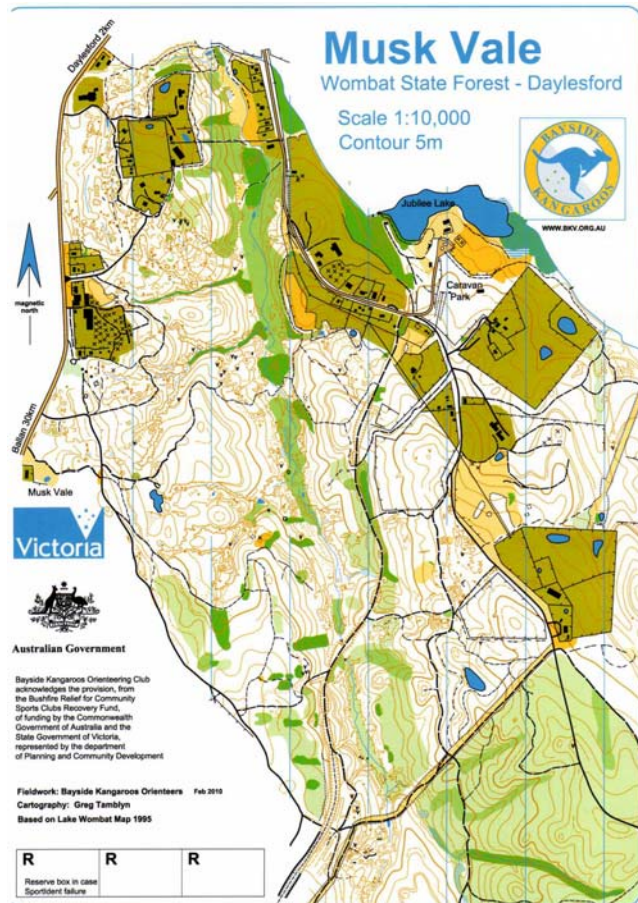 Musk Vale
Wombat State Forest - Daylesford
Scale 1:10,000
Contour 5m
BAYSIDE
KANGAROOS
WWW.BKV.ORG.AU
Daylesford 2km
Jubilee Lake
Caravan
Park
magnetic
north
Ballan 30km
Musk Vale
Victoria
Australian Government
Bayside Kangaroos Orienteering Club
acknowledges the provision, from
the Bushfire Relief for Community
Sports Clubs Recovery Fund,
of funding by the Commonwealth
Government of Australia and the
State Government of Victoria,
represented by the department
of Planning and Community Development
Fieldwork: Bayside Kangaroos Orienteers Feb 2010
Cartography: Greg Tamblyn
Based on Lake Wombat Map 1995
R R R
Reserve box in case
Sportident failure